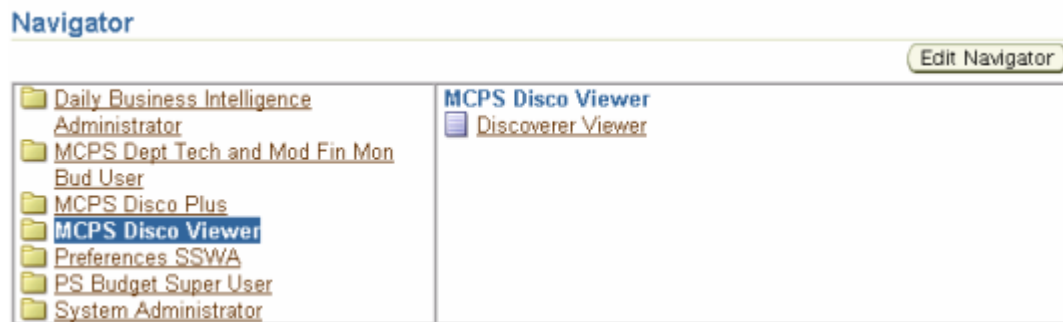 Navigator
Edit Navigator
Daily Business Intelligence
Administrator
MCPS Dept Tech and Mod Fin Mon
Bud User
MCPS Disco Plus
MCPS Disco Viewer
Preferences SSWA
PS Budget Super User
System Administrator
MCPS Disco Viewer
Discoverer Viewer